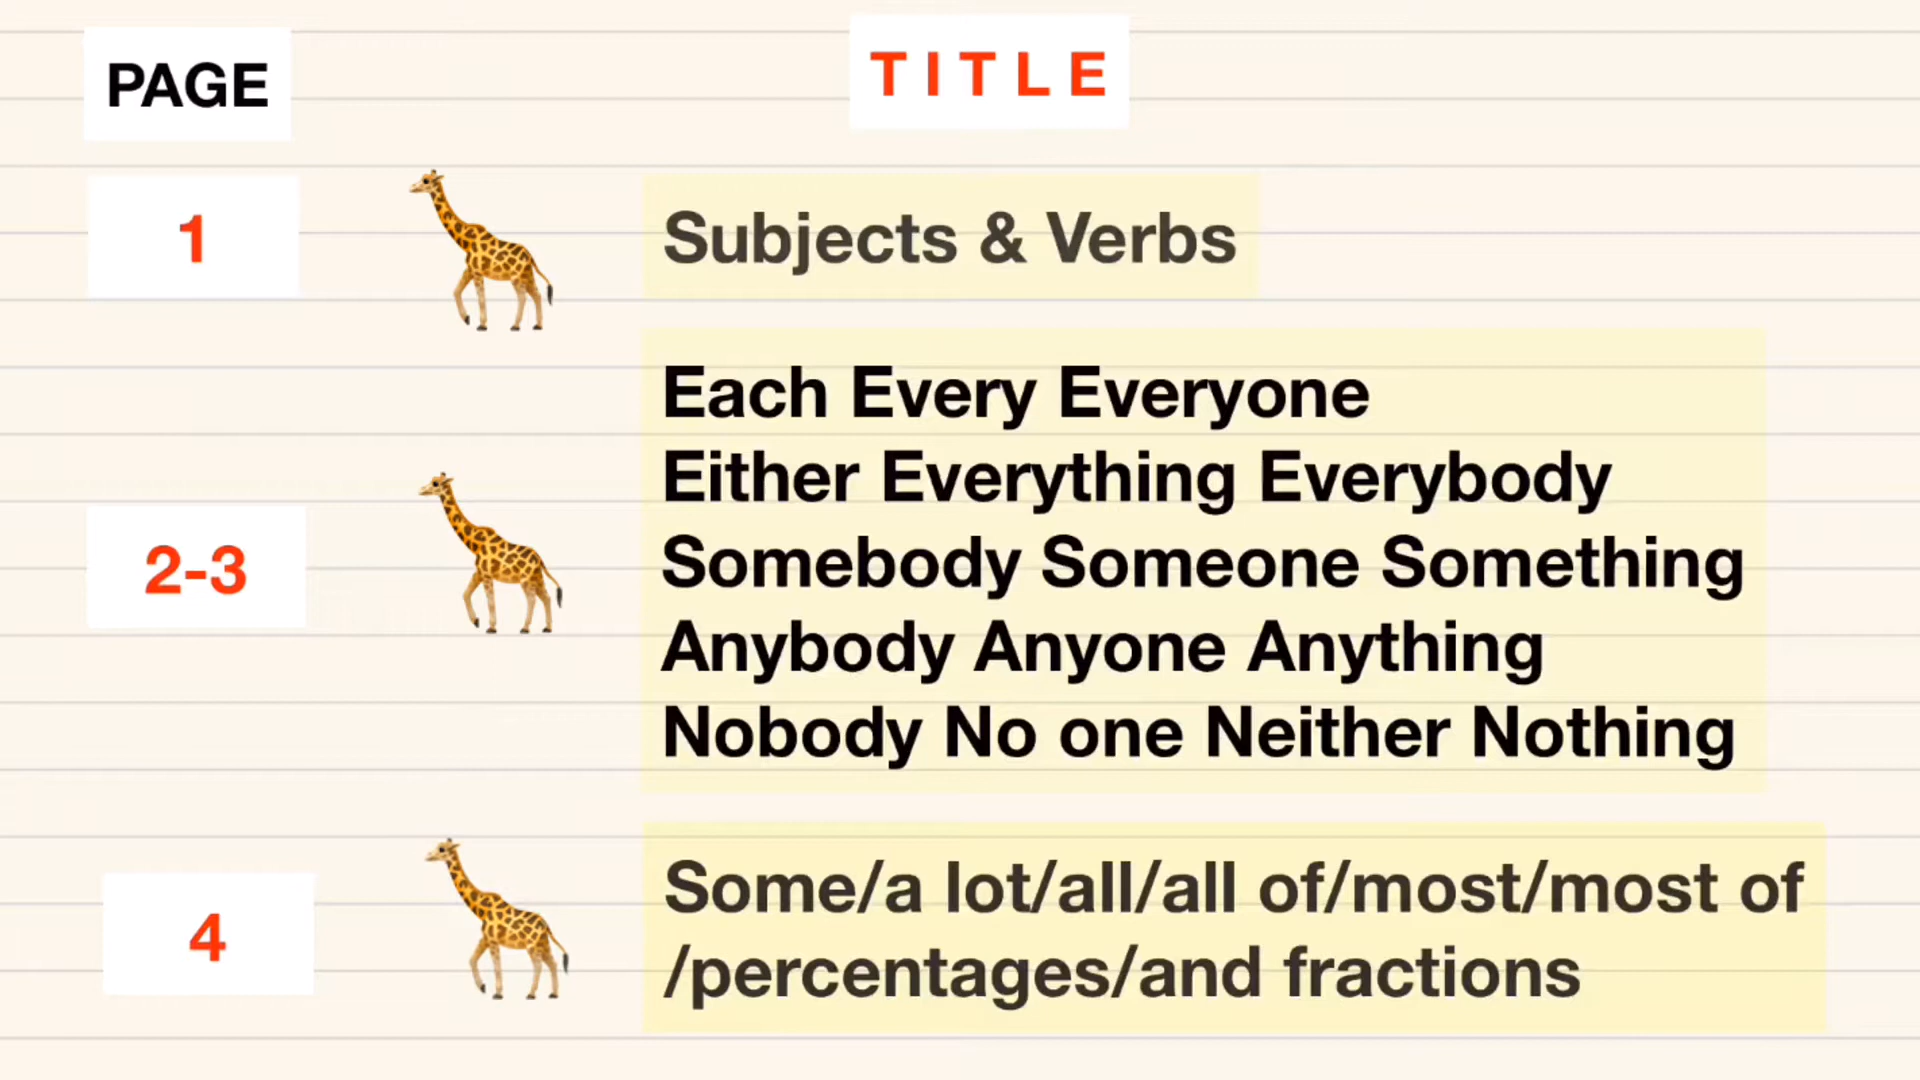 PAGE
TITLE
1
Subjects & Verbs
2-3
Each Every Everyone
Either Everything Everybody
Somebody Someone Something
Anybody Anyone Anything
Nobody No one Neither Nothing
4
Some/a lot/all/all of/most/most of
/percentages/and fractions